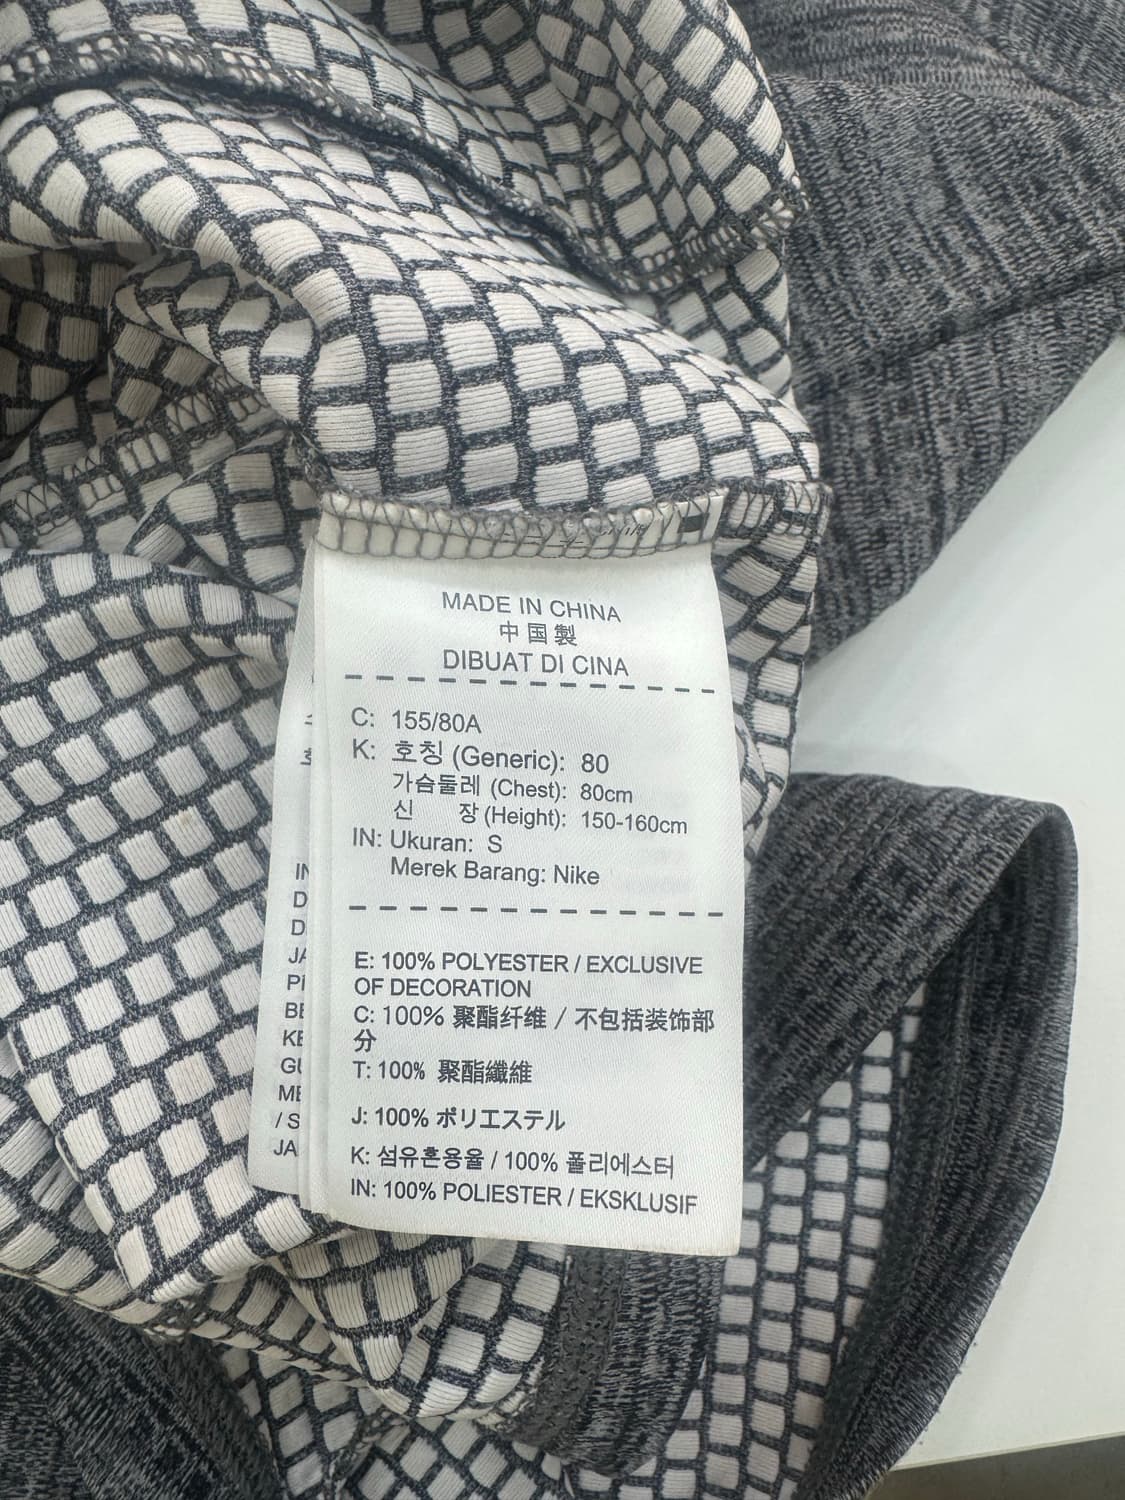 MADE IN CHINA
中国製
DIBUAT DI CINA
C: 155/80A
K: 호칭 (Generic): 80
가슴둘레 (Chest): 80cm
신 장 (Height): 150-160cm
IN: Ukuran: S
Merek Barang: Nike
E: 100% POLYESTER / EXCLUSIVE
OF DECORATION
C: 100% 聚酯纤维 / 不包括装饰部
分
T: 100% 聚酯纖維
J: 100% ポリエステル
K: 섬유혼용율 / 100% 폴리에스터
IN: 100% POLIESTER / EKSKLUSIF